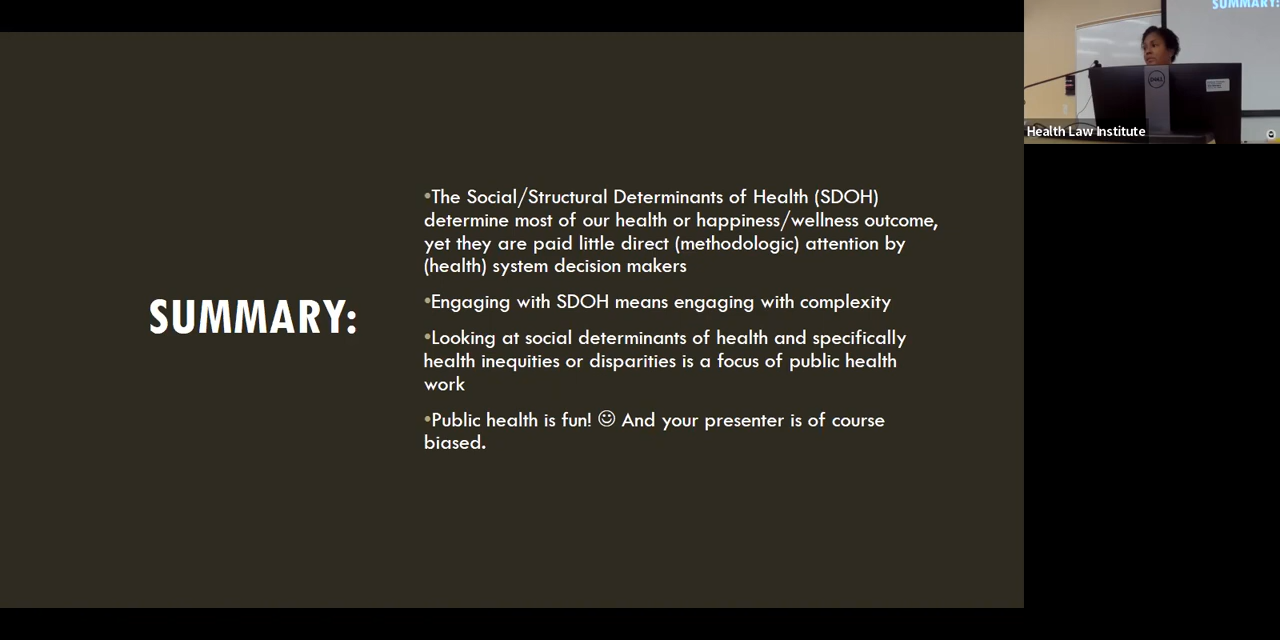 SUMMARY:
•The Social/Structural Determinants of Health (SDOH)
determine most of our health or happiness/wellness outcome,
yet they are paid little direct (methodologic) attention by
(health) system decision makers
•Engaging with SDOH means engaging with complexity
•Looking at social determinants of health and specifically
health inequities or disparities is a focus of public health
work
•Public health is fun! ☺ And your presenter is of course
biased.
SUMMARY:
DELL
Health Law Institute